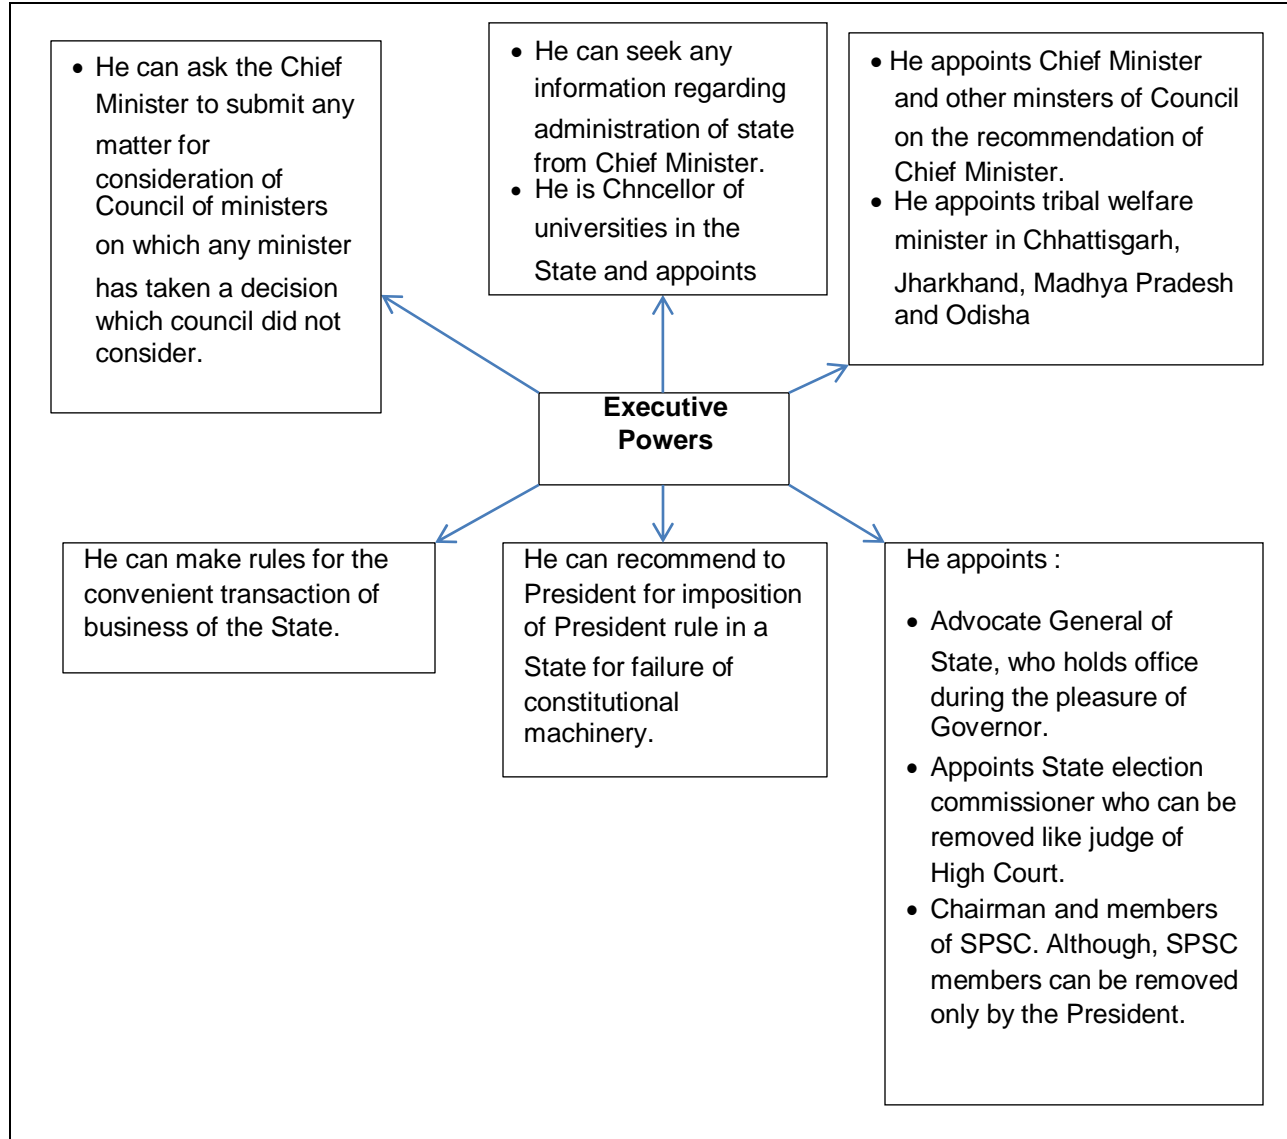 • He can ask the Chief
Minister to submit any
matter for
consideration of
Council of ministers
on which any minister
has taken a decision
which council did not
consider.
• He can seek any
information regarding
administration of state
from Chief Minister.
• He is Chncellor of
universities in the
State and appoints
• He appoints Chief Minister
and other minsters of Council
on the recommendation of
Chief Minister.
• He appoints tribal welfare
minister in Chhattisgarh,
Jharkhand, Madhya Pradesh
and Odisha
Executive
Powers
He can make rules for the
convenient transaction of
business of the State.
He can recommend to
President for imposition
of President rule in a
State for failure of
constitutional
machinery.
He appoints :
• Advocate General of
State, who holds office
during the pleasure of
Governor.
• Appoints State election
commissioner who can be
removed like judge of
High Court.
• Chairman and members
of SPSC. Although, SPSC
members can be removed
only by the President.